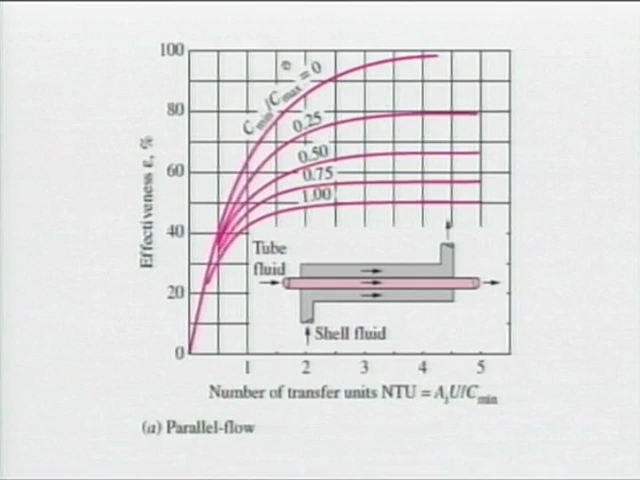 100
80
60
40
20
0
Effectiveness ε, %
Cmin/Cmax = 0
0.25
0.50
0.75
1.00
Tube
fluid
Shell fluid
1 2 3 4 5
Number of transfer units NTU = AₛU/Cmin
(a) Parallel-flow